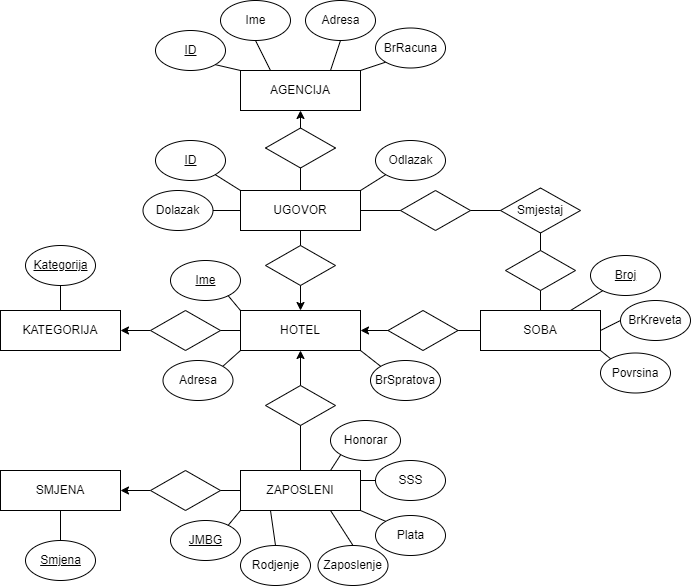 Ime
Adresa
ID
BrRacuna
AGENCIJA
ID
Odlazak
Dolazak
UGOVOR
Smjestaj
Kategorija
Ime
Broj
KATEGORIJA
HOTEL
SOBA
BrKreveta
Adresa
BrSpratova
Povrsina
Honorar
SSS
SMJENA
ZAPOSLENI
JMBG
Plata
Smjena
Rodjenje
Zaposlenje